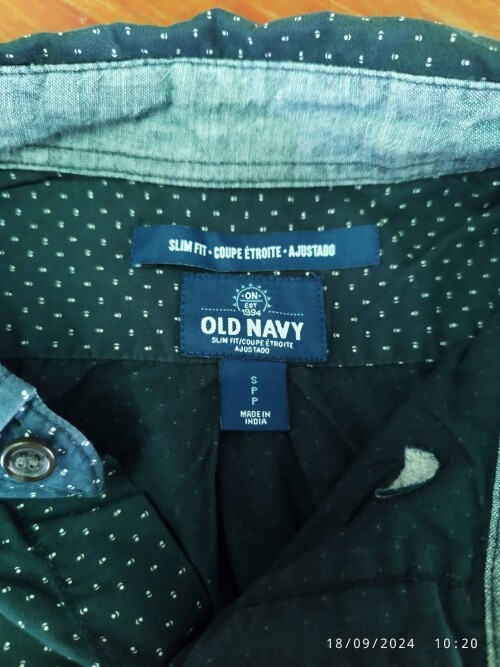 SLIM FIT • COUPE ÉTROITE • AJUSTADO
•ON•
EST
1994
OLD NAVY
SLIM FIT/COUPE ÉTROITE
AJUSTADO
S
P
P
MADE IN
INDIA
18/09/2024 10:20